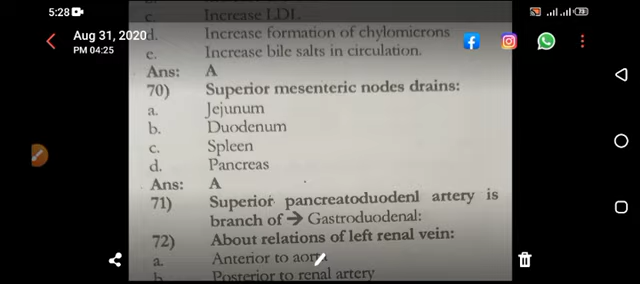 5:28
Aug 31, 2020
PM 04:25
c. Increase LDL
d. Increase formation of chylomicrons
e. Increase bile salts in circulation.
Ans: A
70) Superior mesenteric nodes drains:
a. Jejunum
b. Duodenum
c. Spleen
d. Pancreas
Ans: A
71) Superior pancreatoduodenl artery is
branch of → Gastroduodenal:
72) About relations of left renal vein:
a. Anterior to aorta
b. Posterior to renal artery